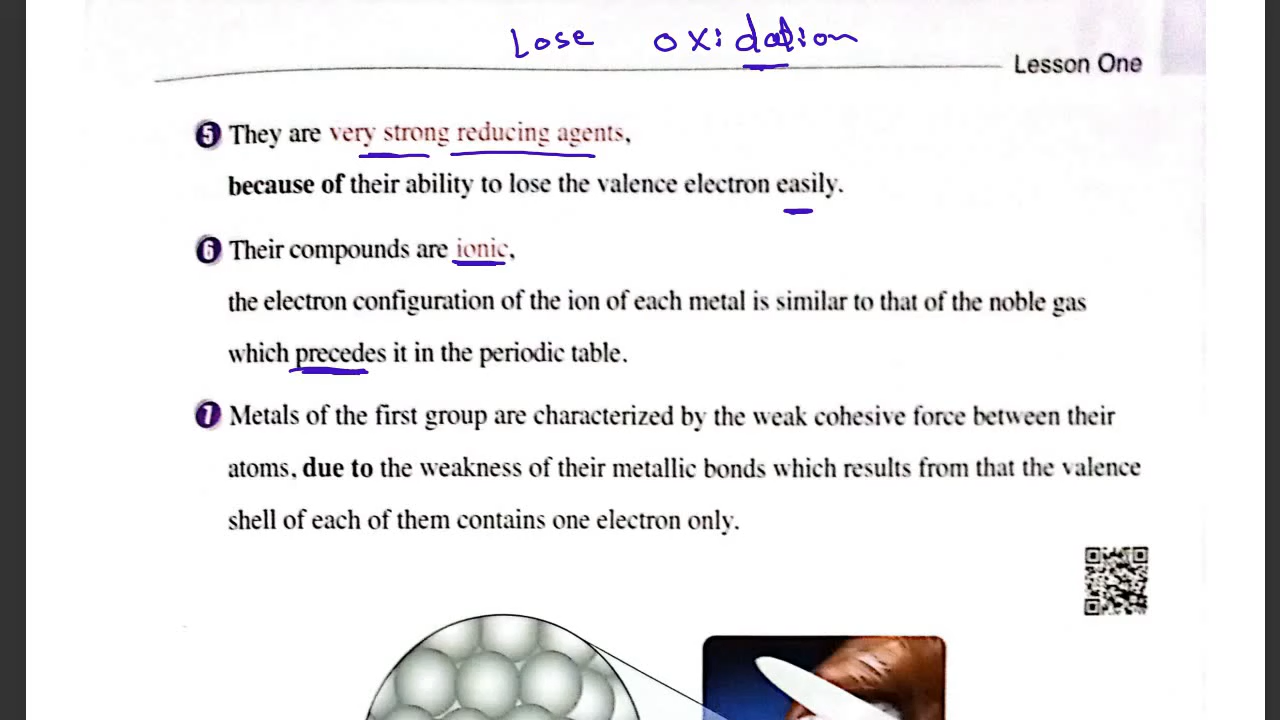 Lose oxidation
Lesson One
5 They are very strong reducing agents,
because of their ability to lose the valence electron easily.
6 Their compounds are ionic,
the electron configuration of the ion of each metal is similar to that of the noble gas
which precedes it in the periodic table.
7 Metals of the first group are characterized by the weak cohesive force between their
atoms, due to the weakness of their metallic bonds which results from that the valence
shell of each of them contains one electron only.